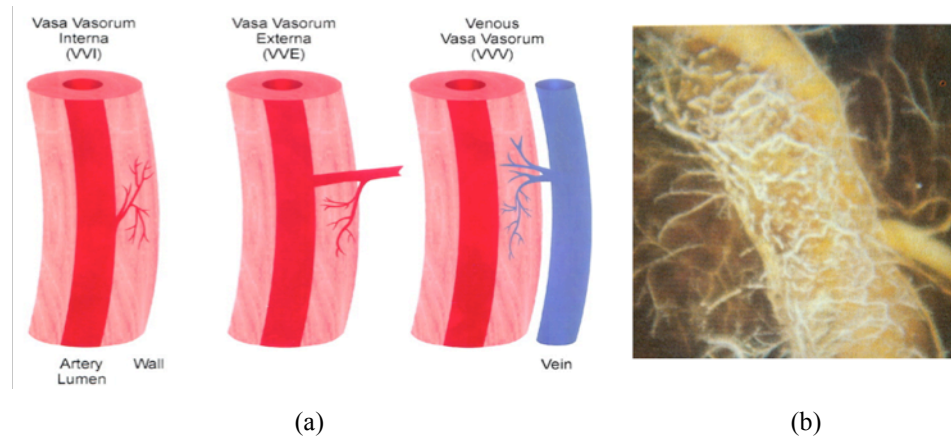 Vasa Vasorum
Interna
(VVI)
Vasa Vasorum
Externa
(VVE)
Venous
Vasa Vasorum
(VVV)
Artery
Lumen
Wall
Vein
(a)
(b)